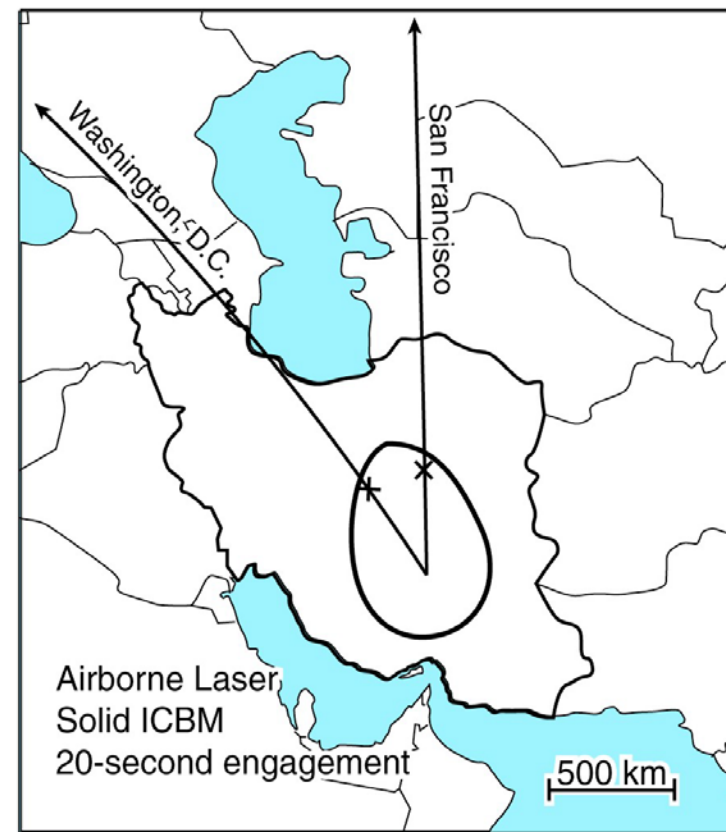 Washington, D.C.
San Francisco
Airborne Laser
Solid ICBM
20-second engagement
500 km